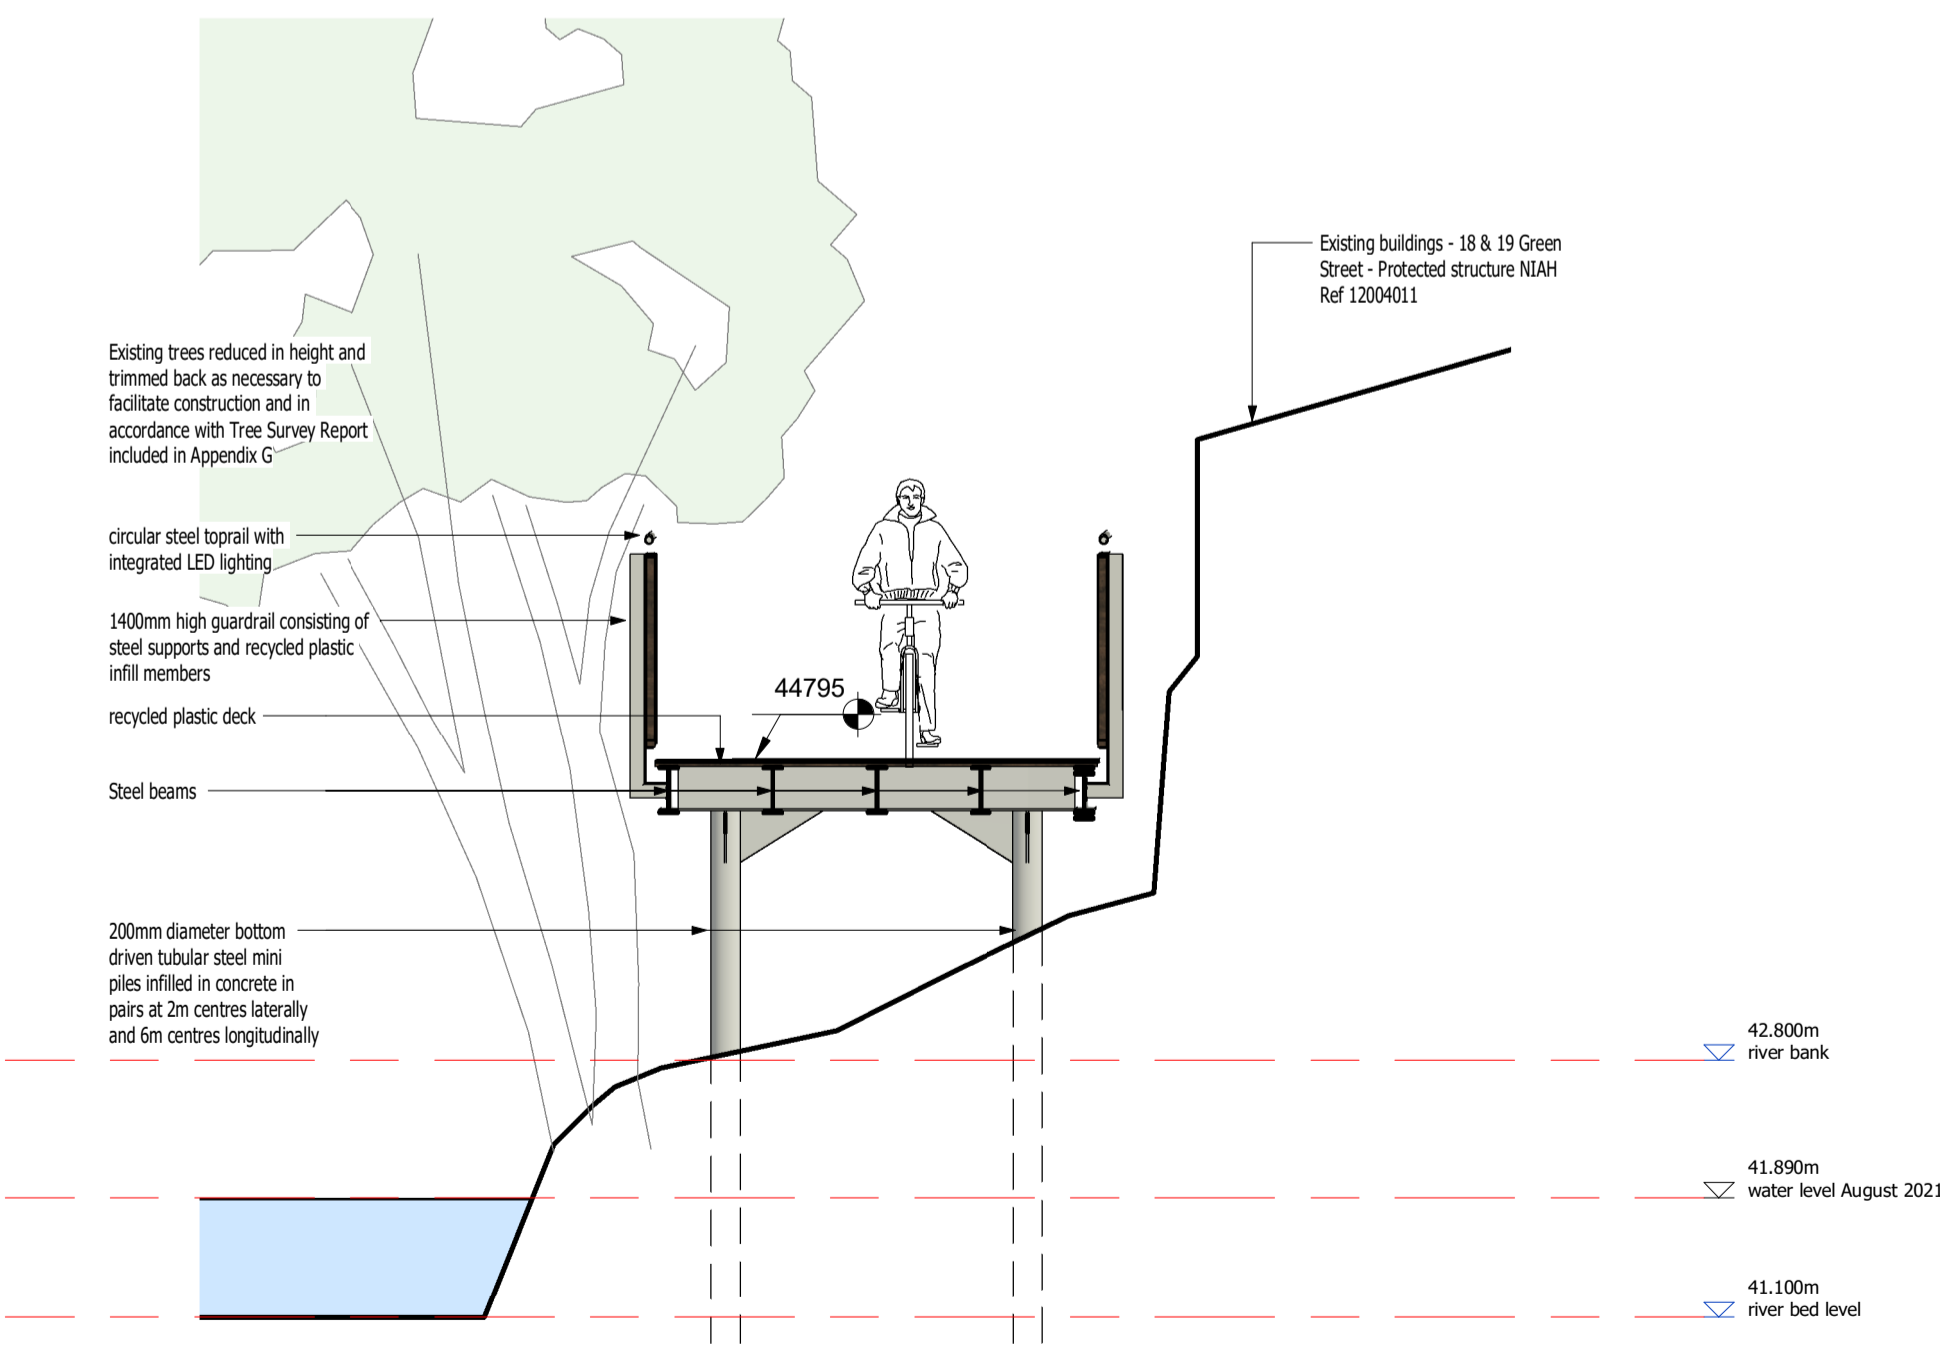 Existing buildings - 18 & 19 Green
Street - Protected structure NIAH
Ref 12004011
Existing trees reduced in height and
trimmed back as necessary to
facilitate construction and in
accordance with Tree Survey Report
included in Appendix G
circular steel toprail with
integrated LED lighting
1400mm high guardrail consisting of
steel supports and recycled plastic
infill members
44795
recycled plastic deck
Steel beams
200mm diameter bottom
driven tubular steel mini
piles infilled in concrete in
pairs at 2m centres laterally
and 6m centres longitudinally
42.800m
river bank
41.890m
water level August 2021
41.100m
river bed level